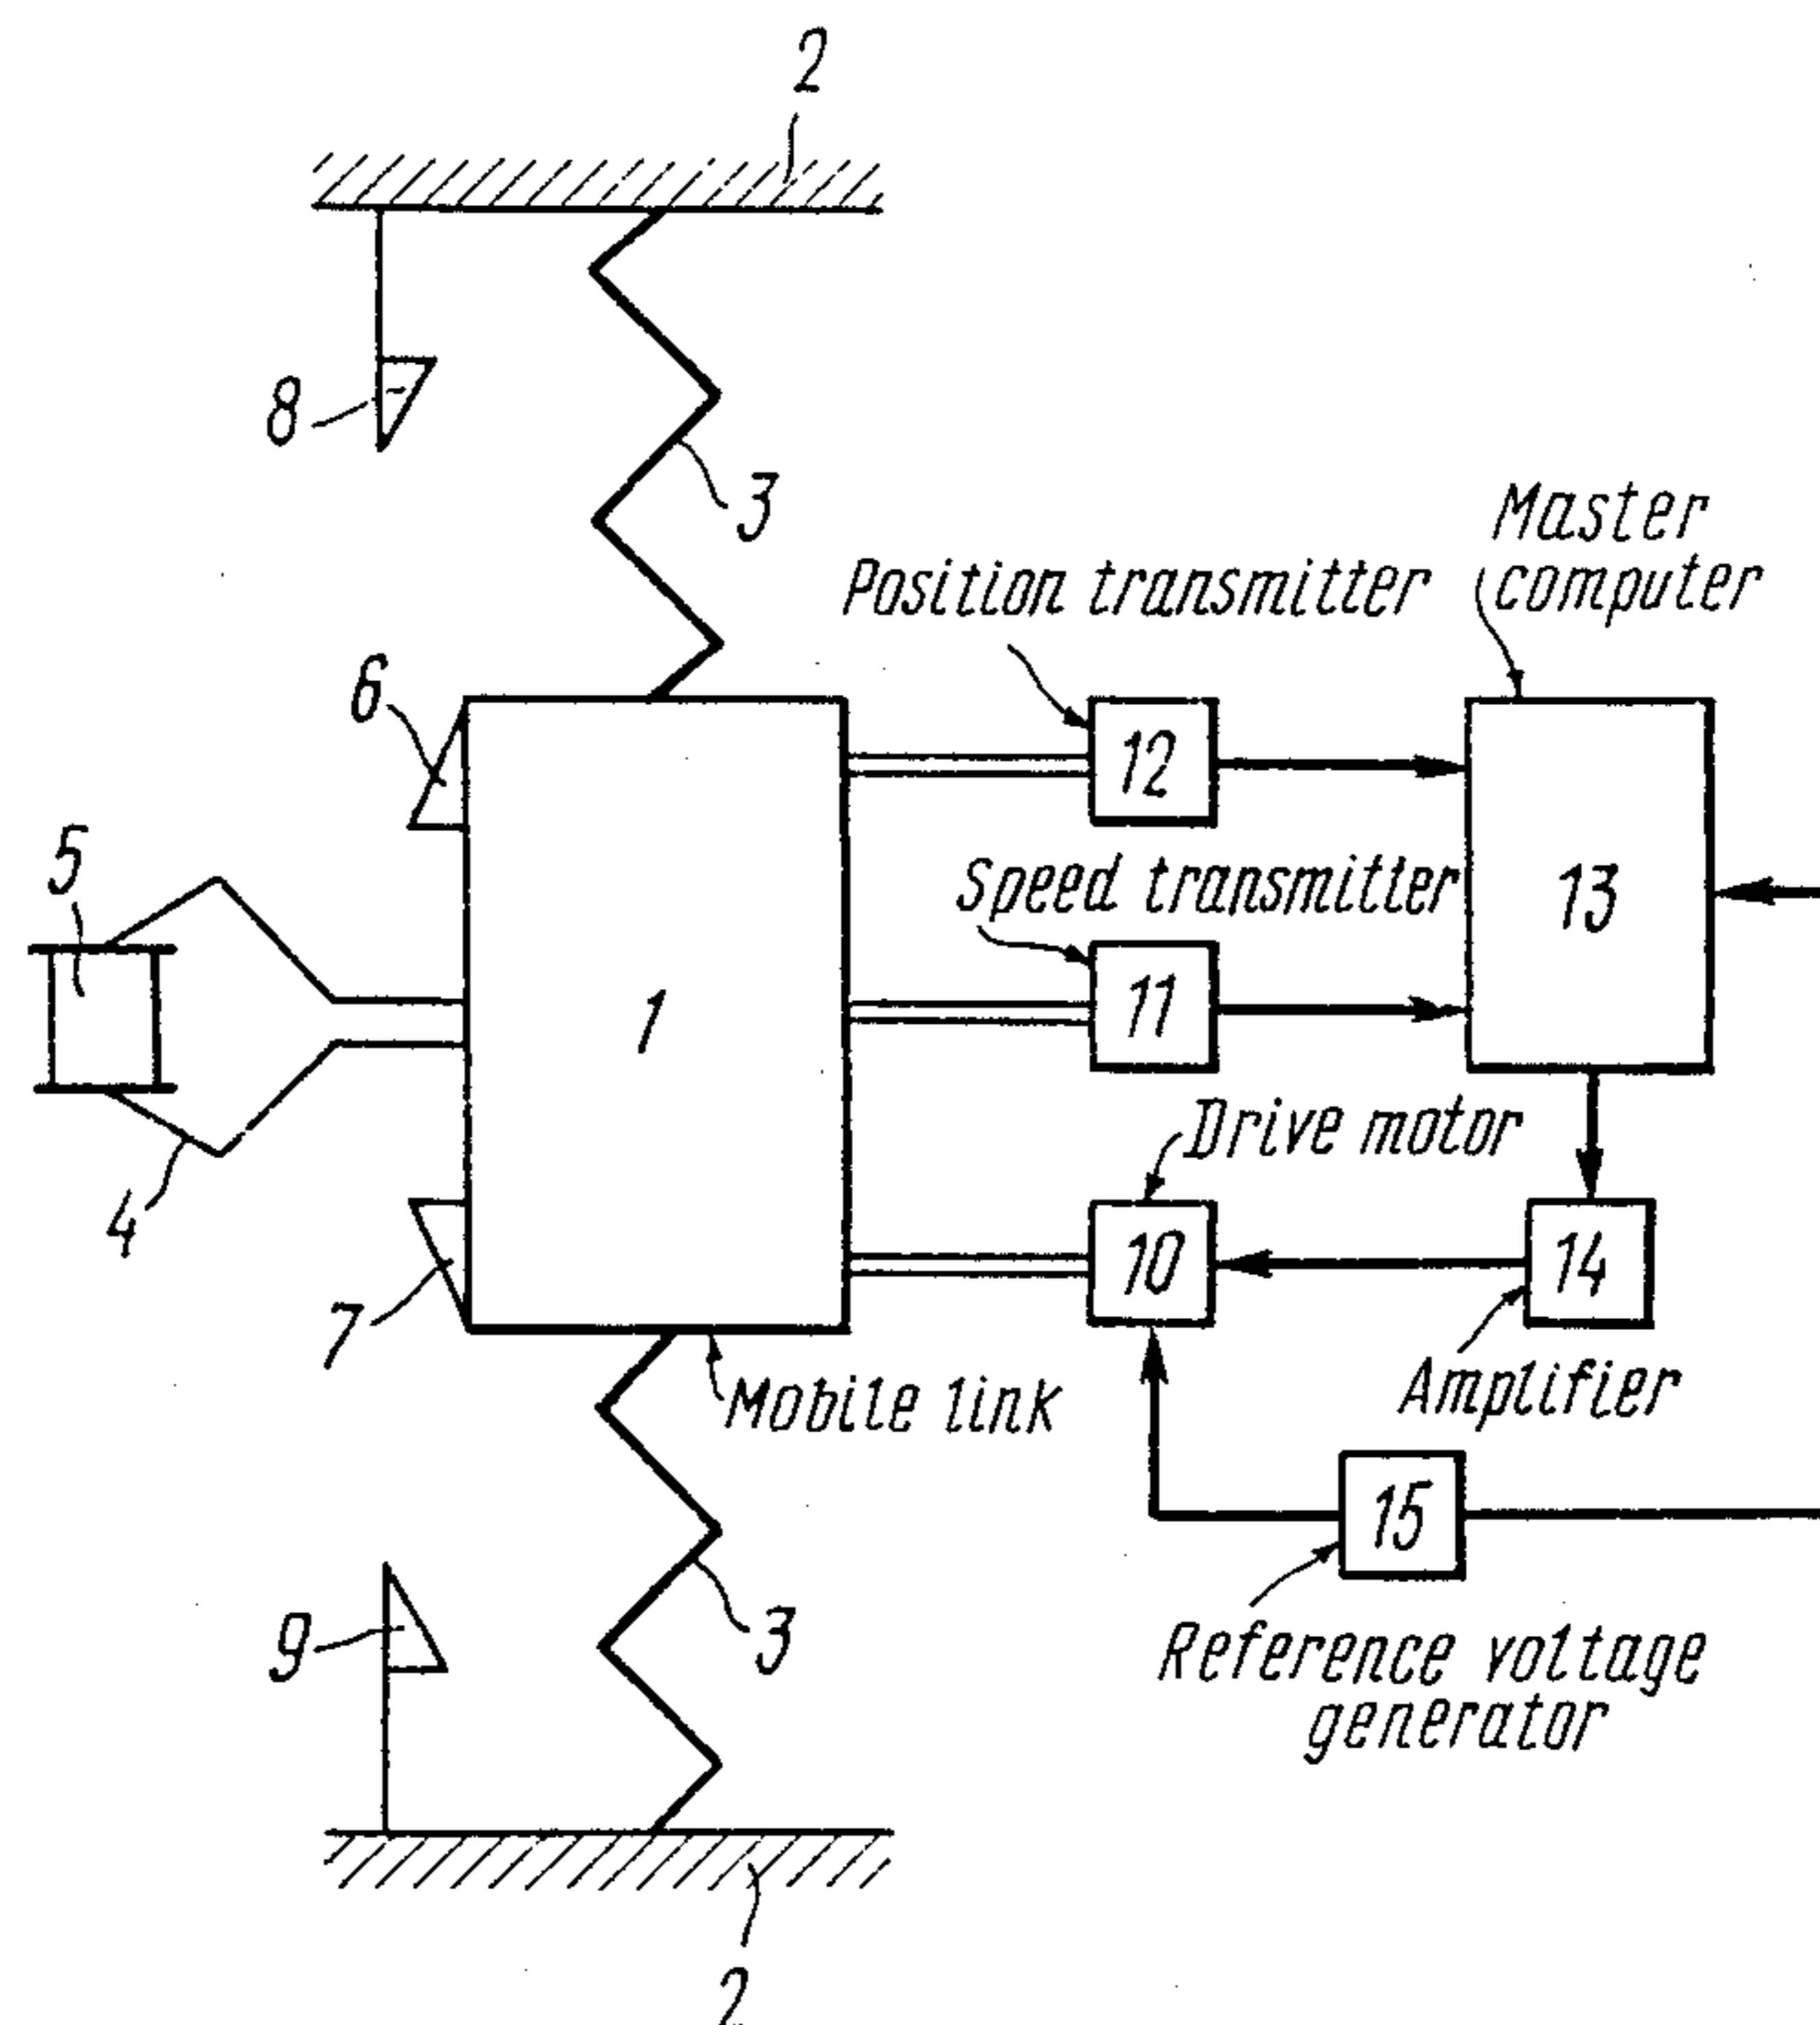 2
8
3
Master
computer
Position transmitter
6
12
5
Speed transmitter
13
1
11
Drive motor
4
10
14
7
Amplifier
Mobile link
15
9
3
Reference voltage
generator
2